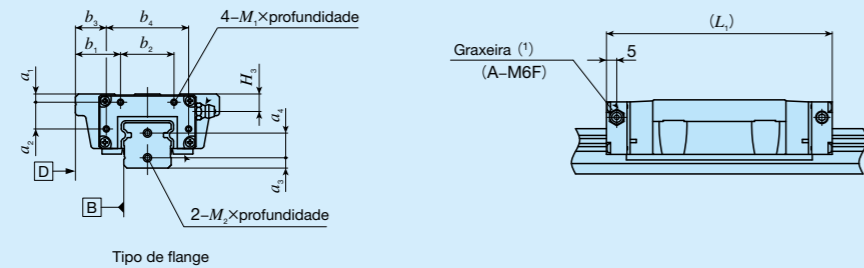 b₃ b₄ 4−M₁×profundidade
b₁ b₂
a₁
a₂
H₃
a₄
a₃
D
B
2−M₂×profundidade
Tipo de flange
(L₁)
Graxeira (1) 5
(A−M6F)